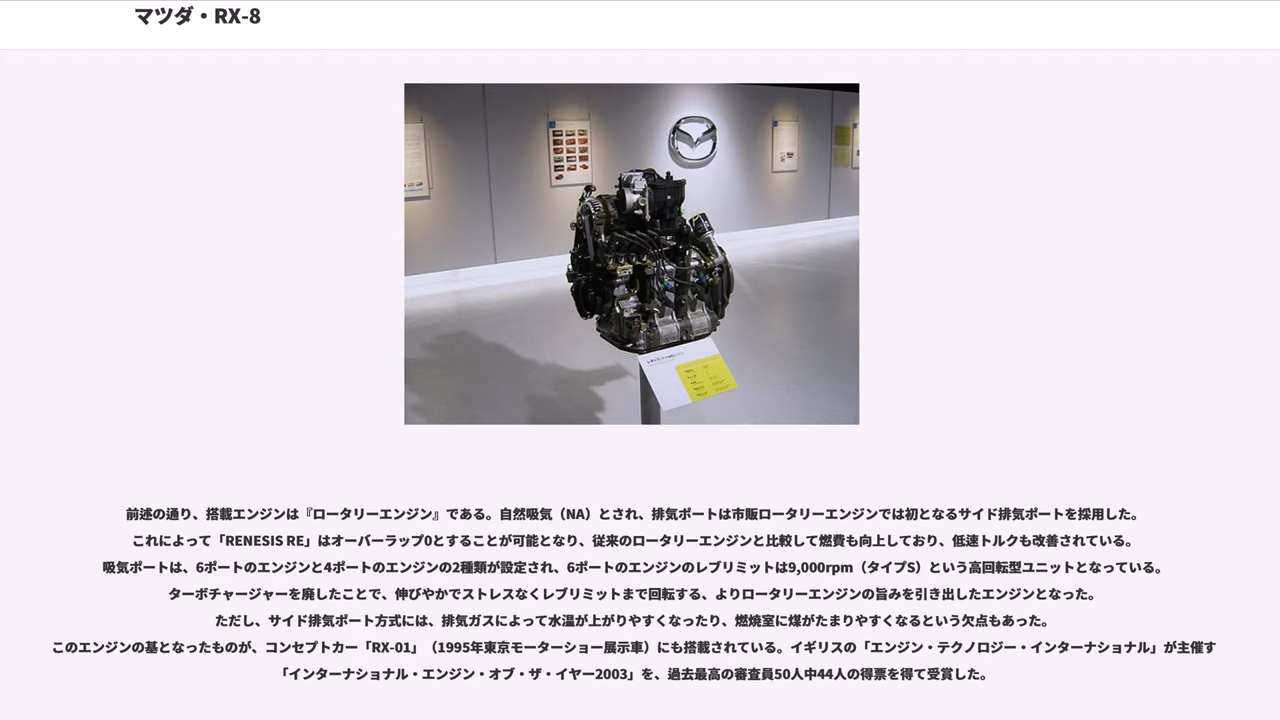 マツダ・RX-8
前述の通り、搭載エンジンは『ロータリーエンジン』である。自然吸気（NA）とされ、排気ポートは市販ロータリーエンジンでは初となるサイド排気ポートを採用した。
これによって「RENESIS RE」はオーバーラップ0とすることが可能となり、従来のロータリーエンジンと比較して燃費も向上しており、低速トルクも改善されている。
吸気ポートは、6ポートのエンジンと4ポートのエンジンの2種類が設定され、6ポートのエンジンのレブリミットは9,000rpm（タイプS）という高回転型ユニットとなっている。
ターボチャージャーを廃したことで、伸びやかでストレスなくレブリミットまで回転する、よりロータリーエンジンの旨みを引き出したエンジンとなった。
ただし、サイド排気ポート方式には、排気ガスによって水温が上がりやすくなったり、燃焼室に煤がたまりやすくなるという欠点もあった。
このエンジンの基となったものが、コンセプトカー「RX-01」（1995年東京モーターショー展示車）にも搭載されている。イギリスの「エンジン・テクノロジー・インターナショナル」が主催す
「インターナショナル・エンジン・オブ・ザ・イヤー2003」を、過去最高の審査員50人中44人の得票を得て受賞した。